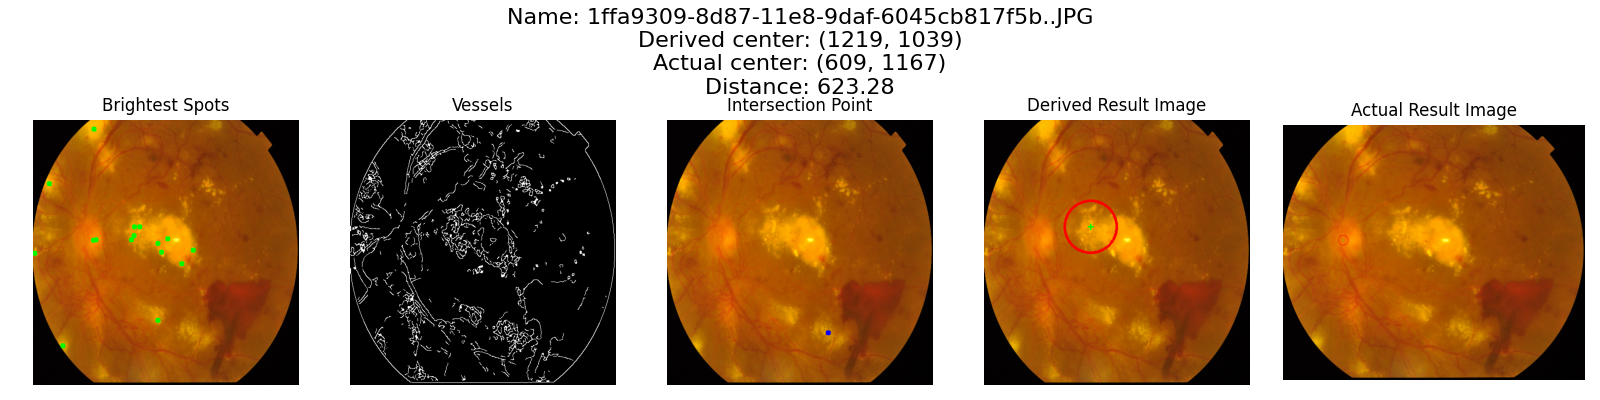 Name: 1ffa9309-8d87-11e8-9daf-6045cb817f5b..JPG
Derived center: (1219, 1039)
Actual center: (609, 1167)
Distance: 623.28
Brightest Spots
Vessels
Intersection Point
Derived Result Image
Actual Result Image